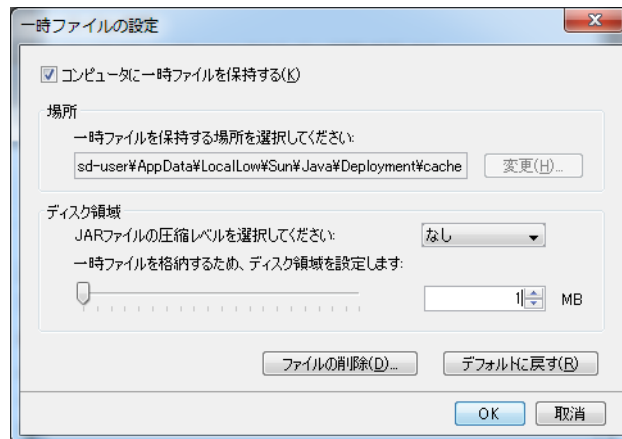 一時ファイルの設定
コンピュータに一時ファイルを保持する(K)
場所
一時ファイルを保持する場所を選択してください:
sd-user¥AppData¥LocalLow¥Sun¥Java¥Deployment¥cache 変更(H)...
ディスク領域
JARファイルの圧縮レベルを選択してください: なし
一時ファイルを格納するため、ディスク領域を設定します:
1 MB
ファイルの削除(D)... デフォルトに戻す(R)
OK 取消